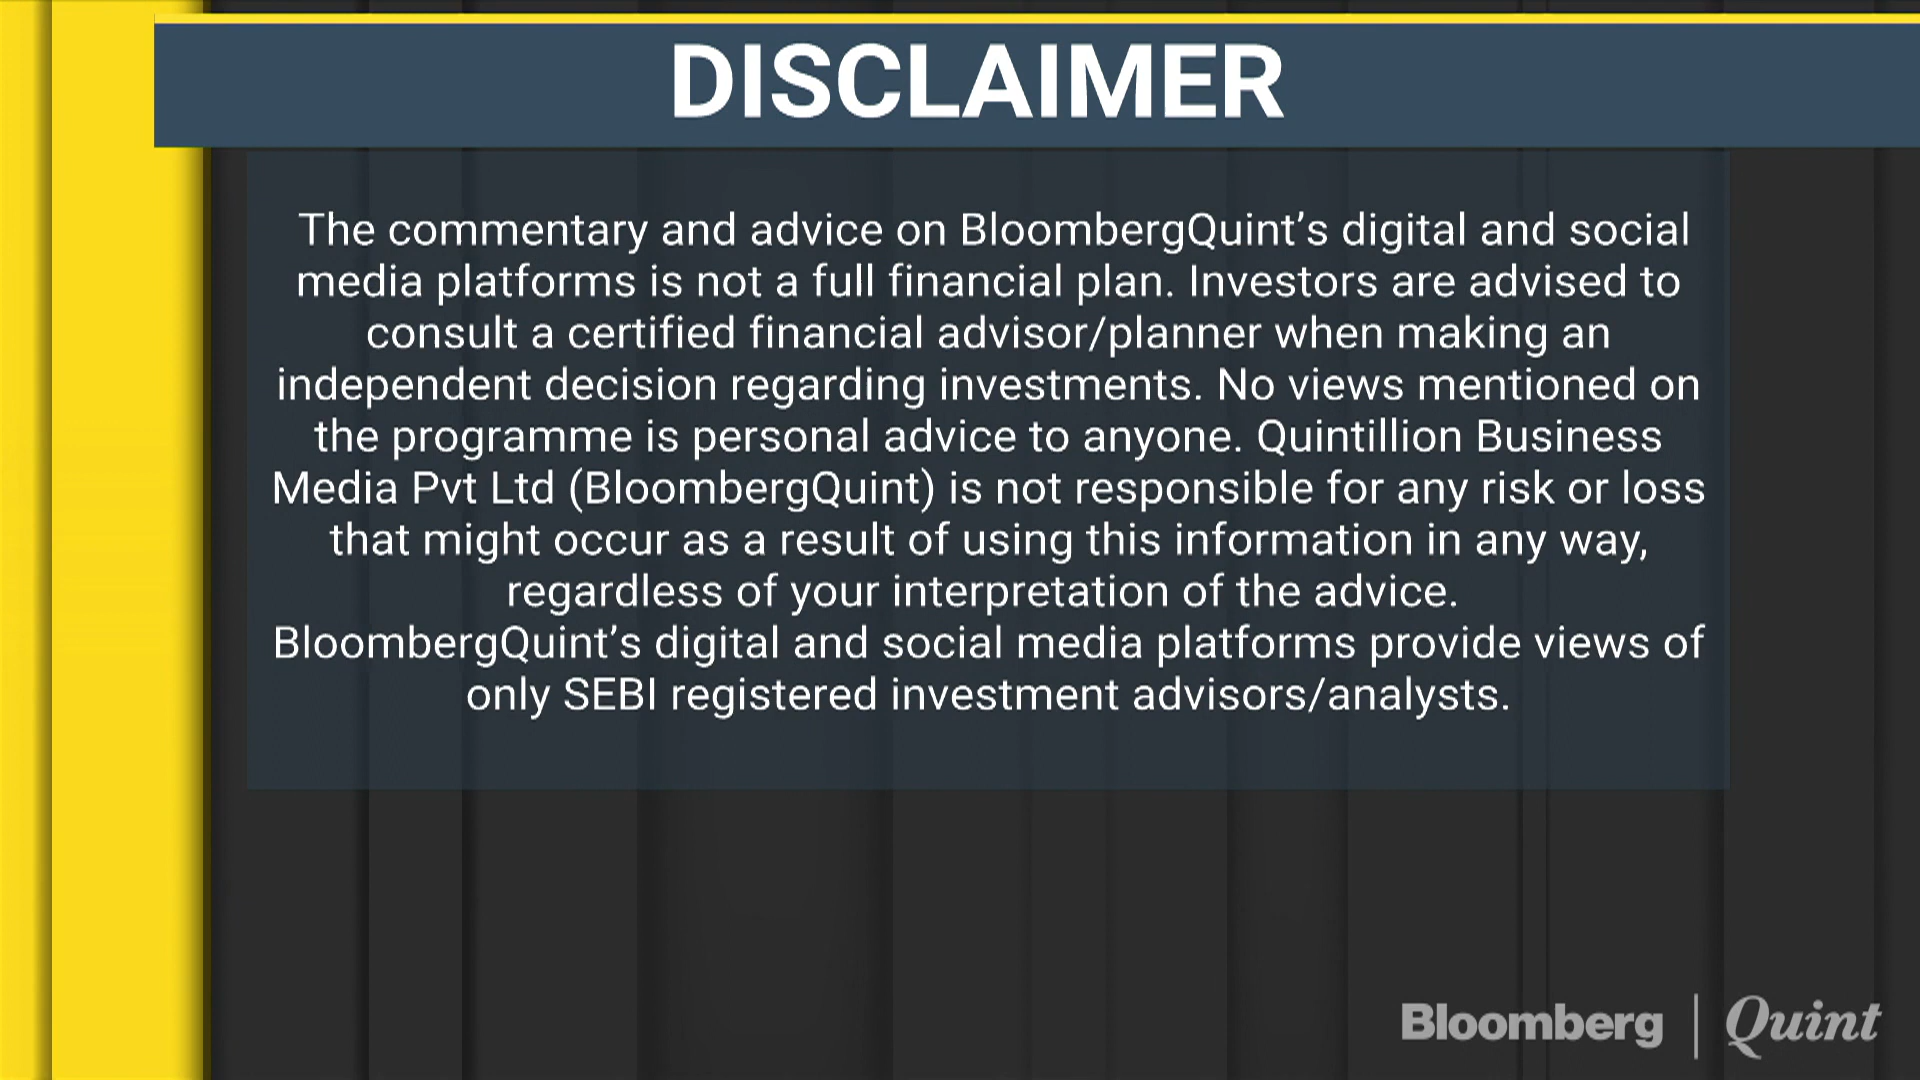 DISCLAIMER
The commentary and advice on BloombergQuint’s digital and social
media platforms is not a full financial plan. Investors are advised to
consult a certified financial advisor/planner when making an
independent decision regarding investments. No views mentioned on
the programme is personal advice to anyone. Quintillion Business
Media Pvt Ltd (BloombergQuint) is not responsible for any risk or loss
that might occur as a result of using this information in any way,
regardless of your interpretation of the advice.
BloombergQuint’s digital and social media platforms provide views of
only SEBI registered investment advisors/analysts.
Bloomberg | Quint